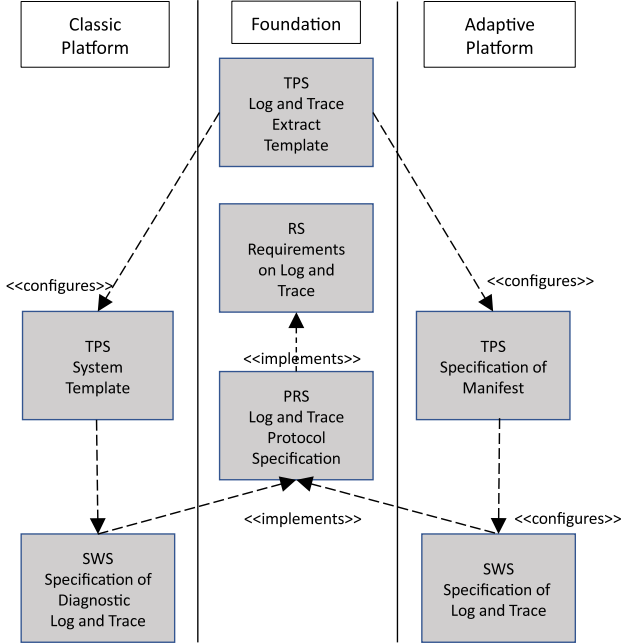 Classic
Platform
Foundation
Adaptive
Platform
TPS
Log and Trace
Extract
Template
RS
Requirements
on Log and
Trace
<<configures>>
<<configures>>
TPS
System
Template
<<implements>>
TPS
Specification of
Manifest
PRS
Log and Trace
Protocol
Specification
<<implements>>
<<configures>>
SWS
Specification of
Diagnostic
Log and Trace
SWS
Specification of
Log and Trace